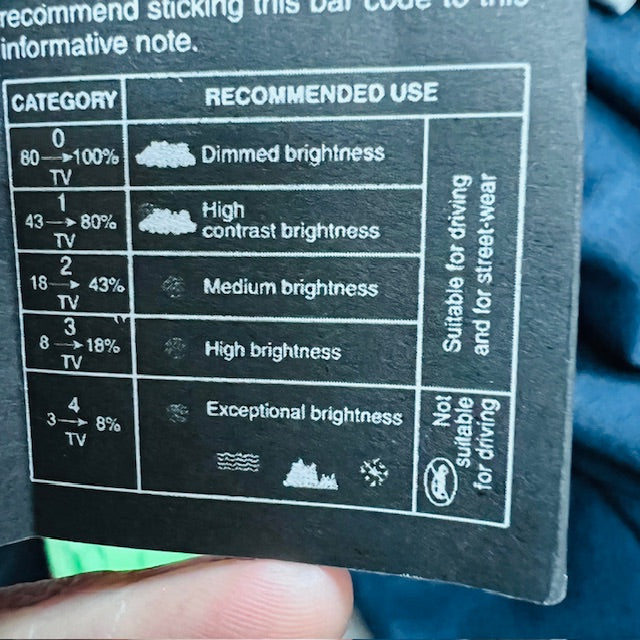 recommend sticking this bar code to this
informative note.
CATEGORY
RECOMMENDED USE
0
80 → 100%
TV
Dimmed brightness
1
43 → 80%
TV
High
contrast brightness
2
18 → 43%
TV
Medium brightness
3
8 → 18%
TV
High brightness
Suitable for driving
and for street-wear
4
3 → 8%
TV
Exceptional brightness
Not
suitable
for driving